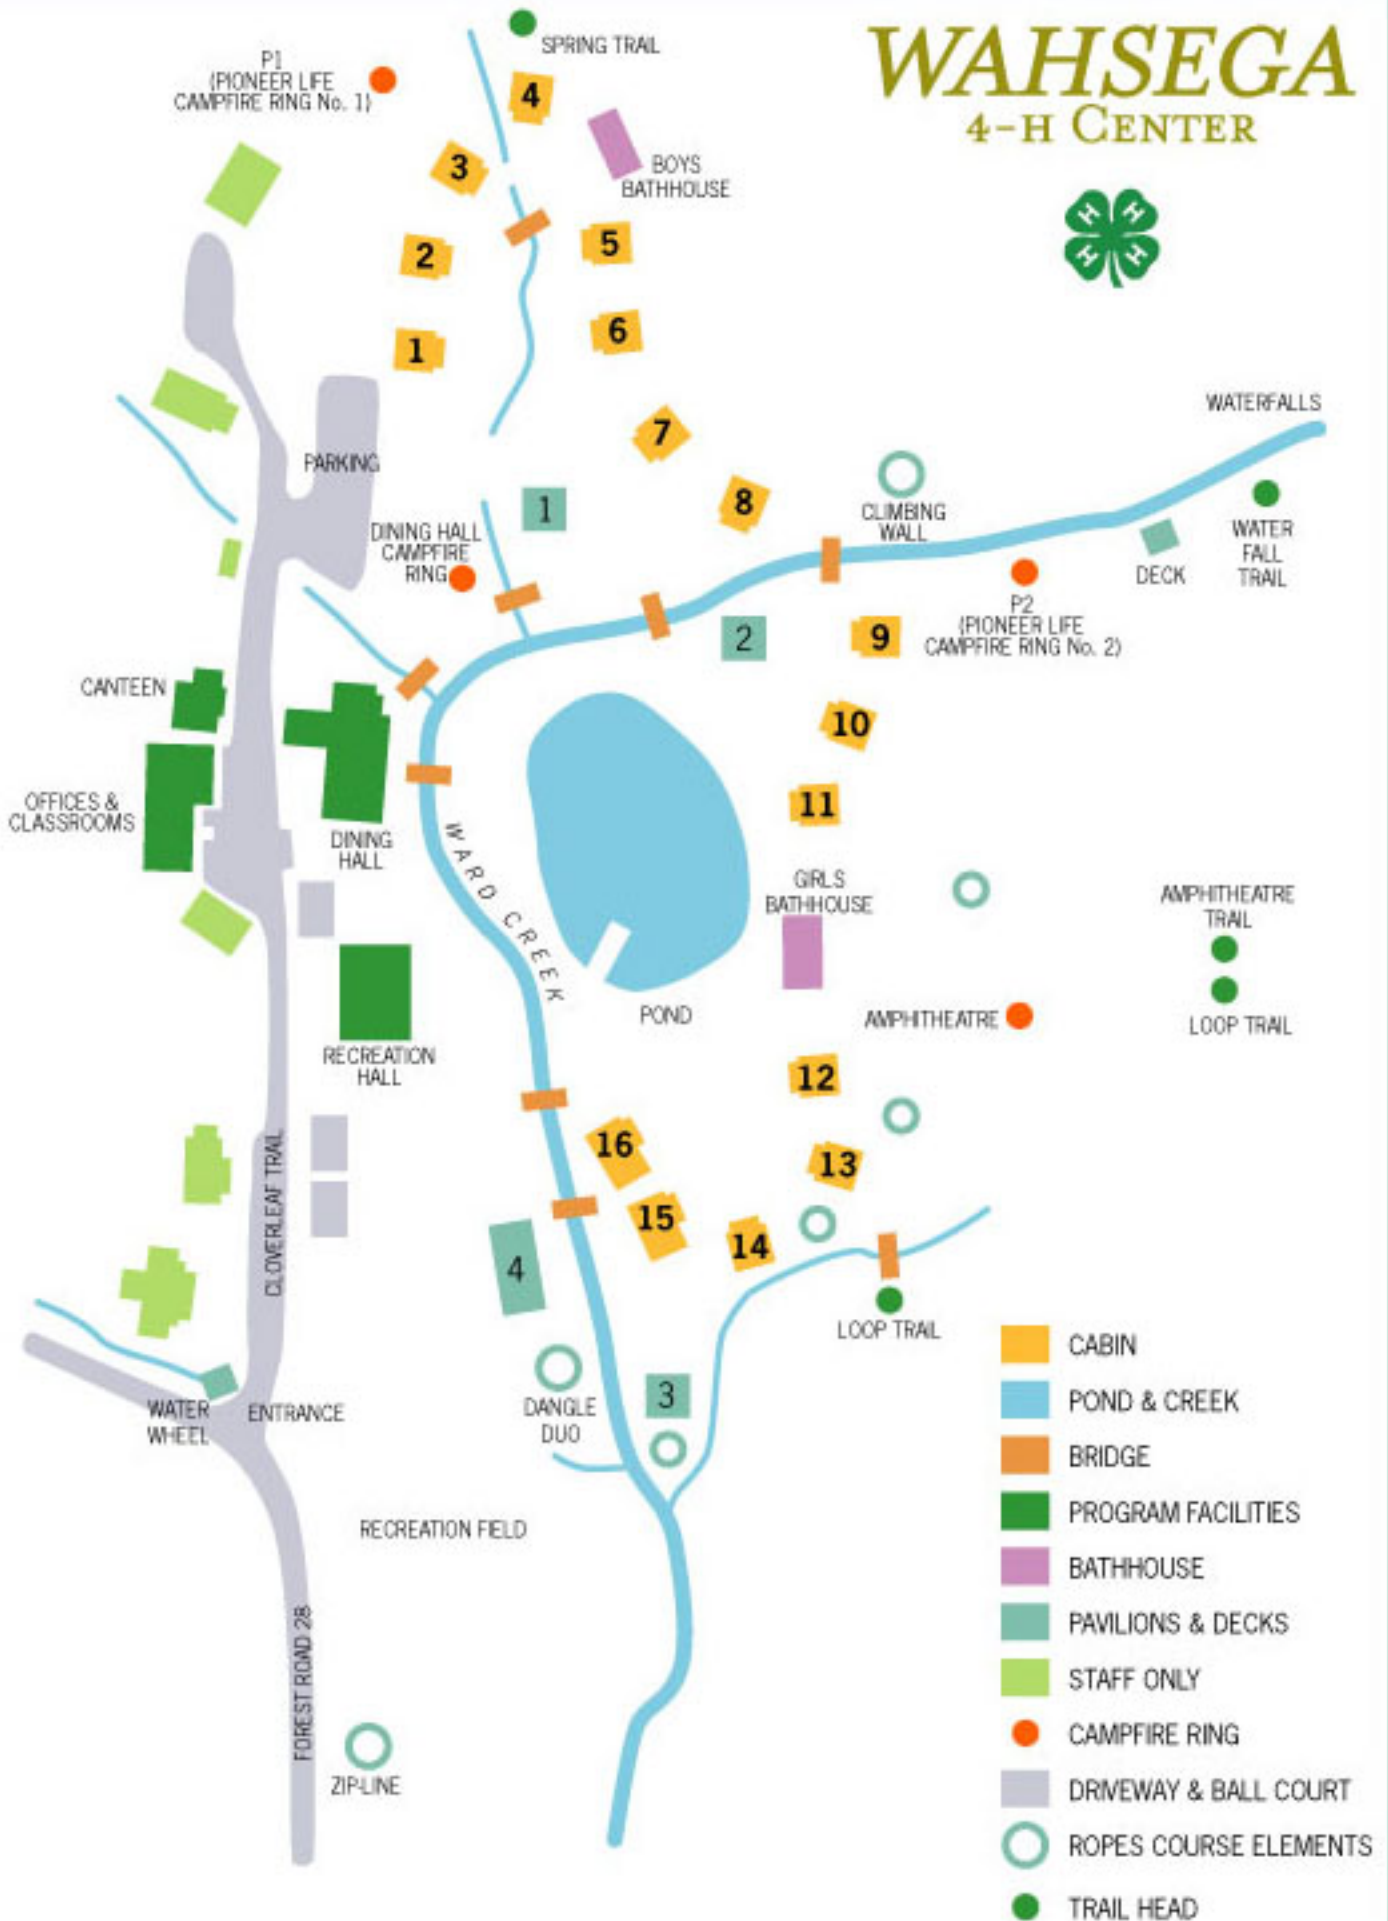 WAHSEGA
4-H CENTER
H H
H H
SPRING TRAIL
P1
(PIONEER LIFE
CAMPFIRE RING No. 1)
4
3
BOYS
BATHHOUSE
2
5
1
6
7
WATERFALLS
PARKING
8
1
CLIMBING
WALL
DINING HALL
CAMPFIRE
RING
WATER
FALL
TRAIL
DECK
P2
(PIONEER LIFE
CAMPFIRE RING No. 2)
2
9
CANTEEN
10
OFFICES &
CLASSROOMS
11
DINING
HALL
WARD CREEK
GIRLS
BATHHOUSE
AMPHITHEATRE
TRAIL
POND
AMPHITHEATRE
LOOP TRAIL
RECREATION
HALL
12
16
13
CLOVERLEAF TRAIL
15
14
4
LOOP TRAIL
3
WATER
WHEEL
ENTRANCE
DANGLE
DUO
RECREATION FIELD
FOREST ROAD 28
ZIP-LINE
CABIN
POND & CREEK
BRIDGE
PROGRAM FACILITIES
BATHHOUSE
PAVILIONS & DECKS
STAFF ONLY
CAMPFIRE RING
DRIVEWAY & BALL COURT
ROPES COURSE ELEMENTS
TRAIL HEAD